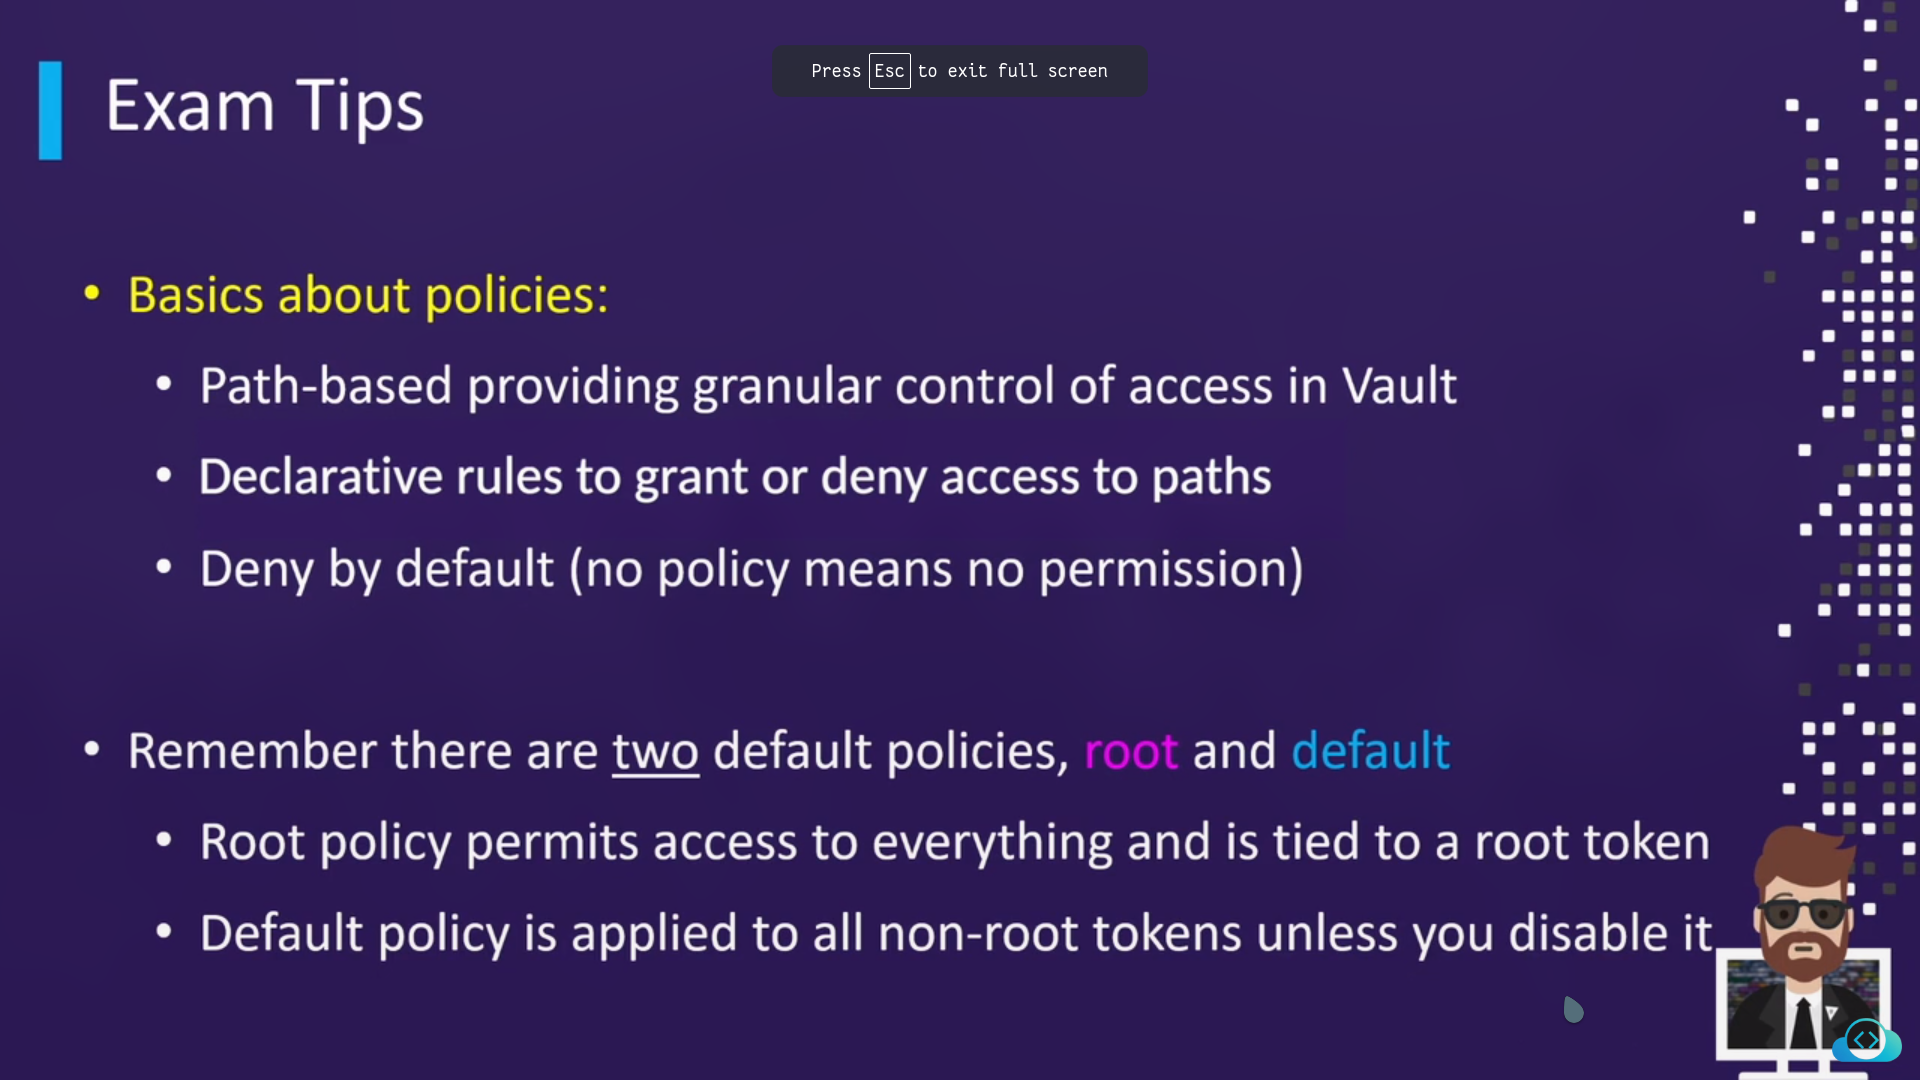 Press Esc to exit full screen
Exam Tips
• Basics about policies:
• Path-based providing granular control of access in Vault
• Declarative rules to grant or deny access to paths
• Deny by default (no policy means no permission)
• Remember there are two default policies, root and default
• Root policy permits access to everything and is tied to a root token
• Default policy is applied to all non-root tokens unless you disable it